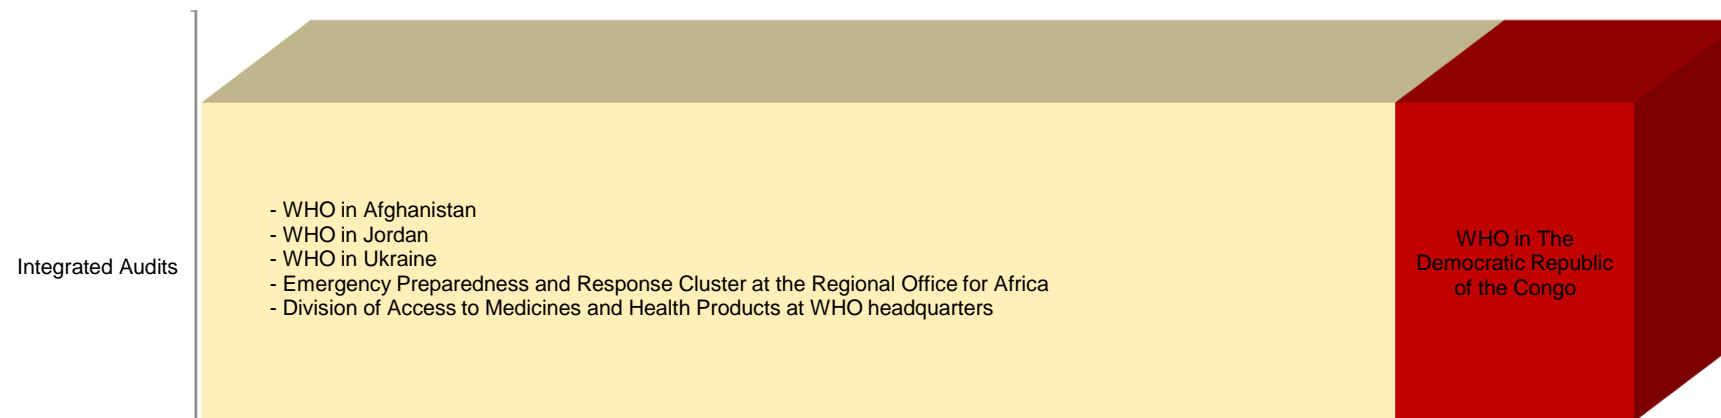 Integrated Audits
- WHO in Afghanistan
- WHO in Jordan
- WHO in Ukraine
- Emergency Preparedness and Response Cluster at the Regional Office for Africa
- Division of Access to Medicines and Health Products at WHO headquarters
WHO in The
Democratic Republic
of the Congo